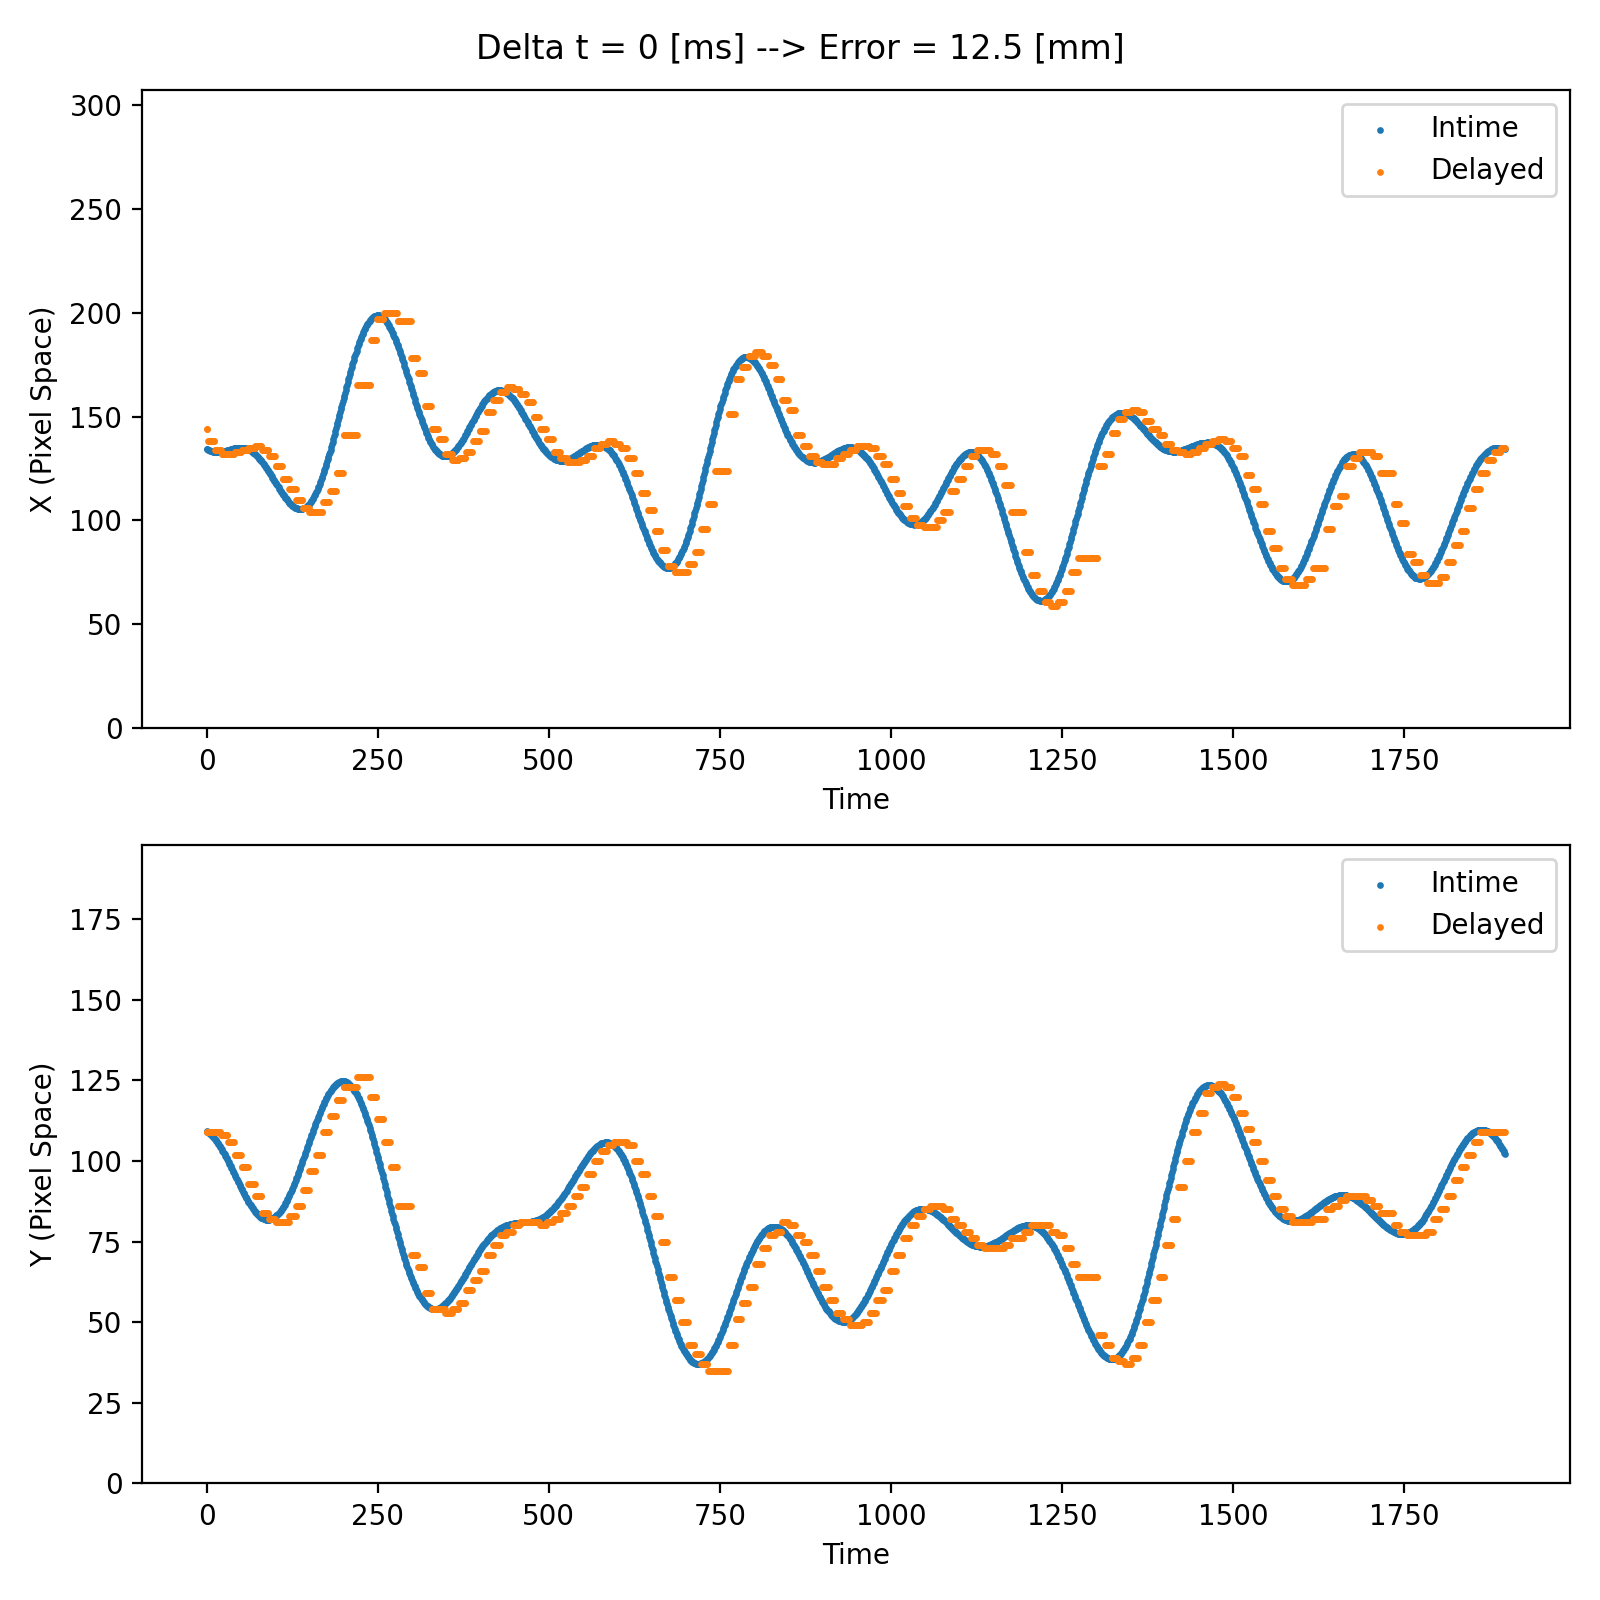 Delta t = 0 [ms] --> Error = 12.5 [mm]
300
250
200
150
100
50
0
X (Pixel Space)
Intime
Delayed
0 250 500 750 1000 1250 1500 1750
Time
175
150
125
100
75
50
25
0
Y (Pixel Space)
Intime
Delayed
0 250 500 750 1000 1250 1500 1750
Time